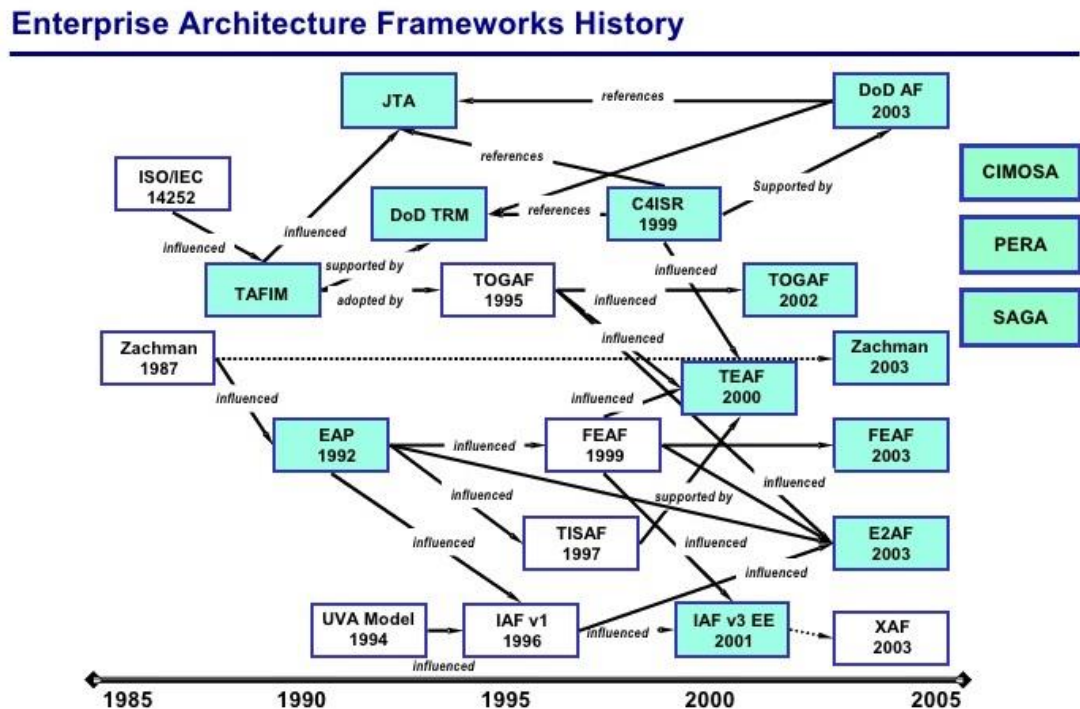 Enterprise Architecture Frameworks History
JTA
references
DoD AF
2003
ISO/IEC
14252
references
Supported by
CIMOSA
DoD TRM
references
C4ISR
1999
influenced
influenced
supported by
influenced
PERA
TAFIM
adopted by
TOGAF
1995
influenced
TOGAF
2002
SAGA
Zachman
1987
influenced
Zachman
2003
influenced
influenced
TEAF
2000
EAP
1992
influenced
FEAF
1999
FEAF
2003
influenced
supported by
influenced
TISAF
1997
E2AF
2003
influenced
influenced
influenced
UVA Model
1994
IAF v1
1996
influenced
IAF v3 EE
2001
XAF
2003
influenced
1985
1990
1995
2000
2005